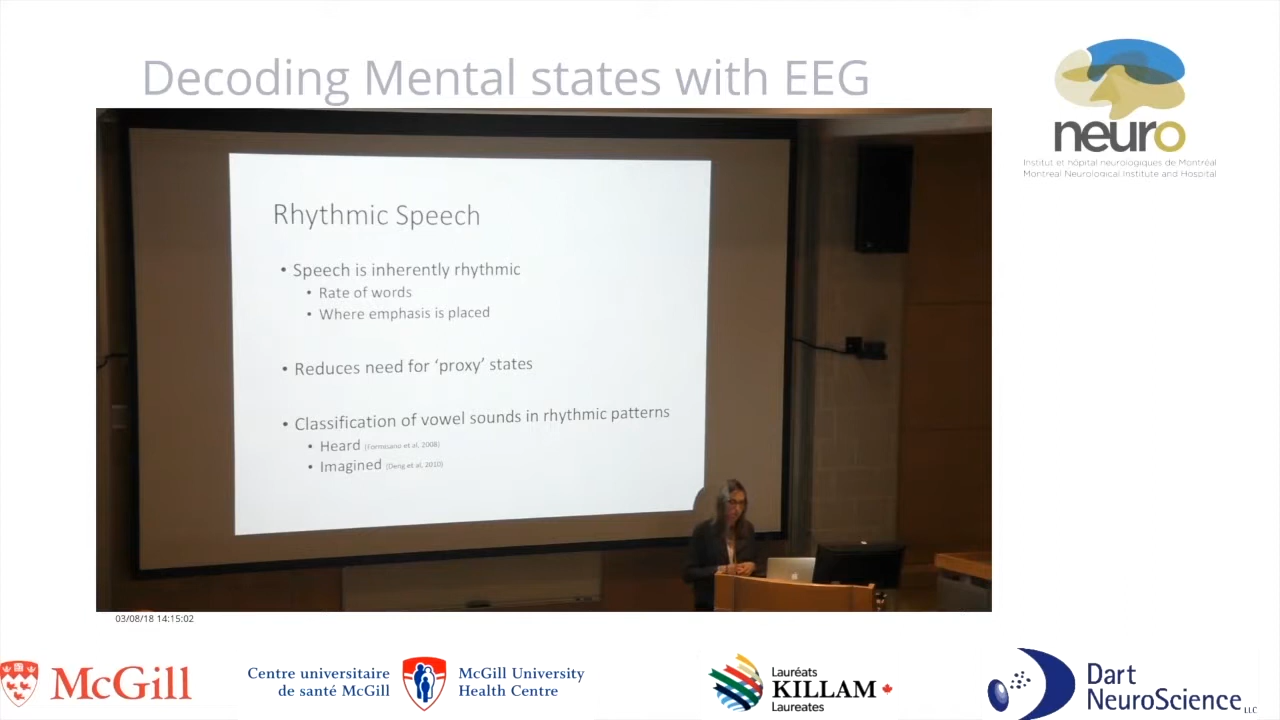 Decoding Mental states with EEG
neuro
Institut et hôpital neurologiques de Montréal
Montreal Neurological Institute and Hospital
Rhythmic Speech
• Speech is inherently rhythmic
• Rate of words
• Where emphasis is placed
• Reduces need for ‘proxy’ states
• Classification of vowel sounds in rhythmic patterns
• Heard (Formisano et al, 2008)
• Imagined (Deng et al, 2010)
03/08/18 14:15:02
McGill
Centre universitaire
de santé McGill
McGill University
Health Centre
Lauréats
KILLAM
Laureates
Dart
NeuroScience LLC